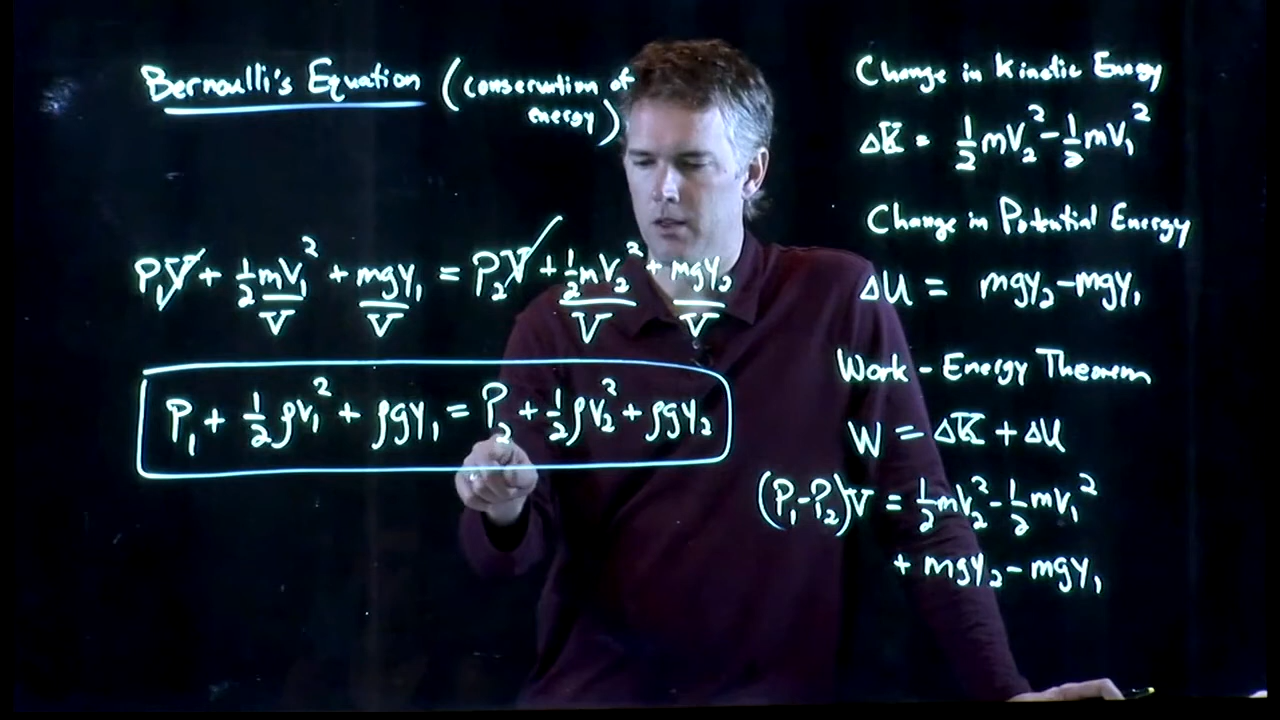 Bernoulli's Equation (conservation of
energy)
P₁V + ½mV₁²/V + mgy₁/V = P₂V + ½mV₂²/V + mgy₂/V
P₁ + ½ρV₁² + ρgy₁ = P₂ + ½ρV₂² + ρgy₂
Change in Kinetic Energy
ΔK = ½mV₂² - ½mV₁²
Change in Potential Energy
ΔU = mgy₂ - mgy₁
Work - Energy Theorem
W = ΔK + ΔU
(P₁-P₂)V = ½mV₂² - ½mV₁²
+ mgy₂ - mgy₁